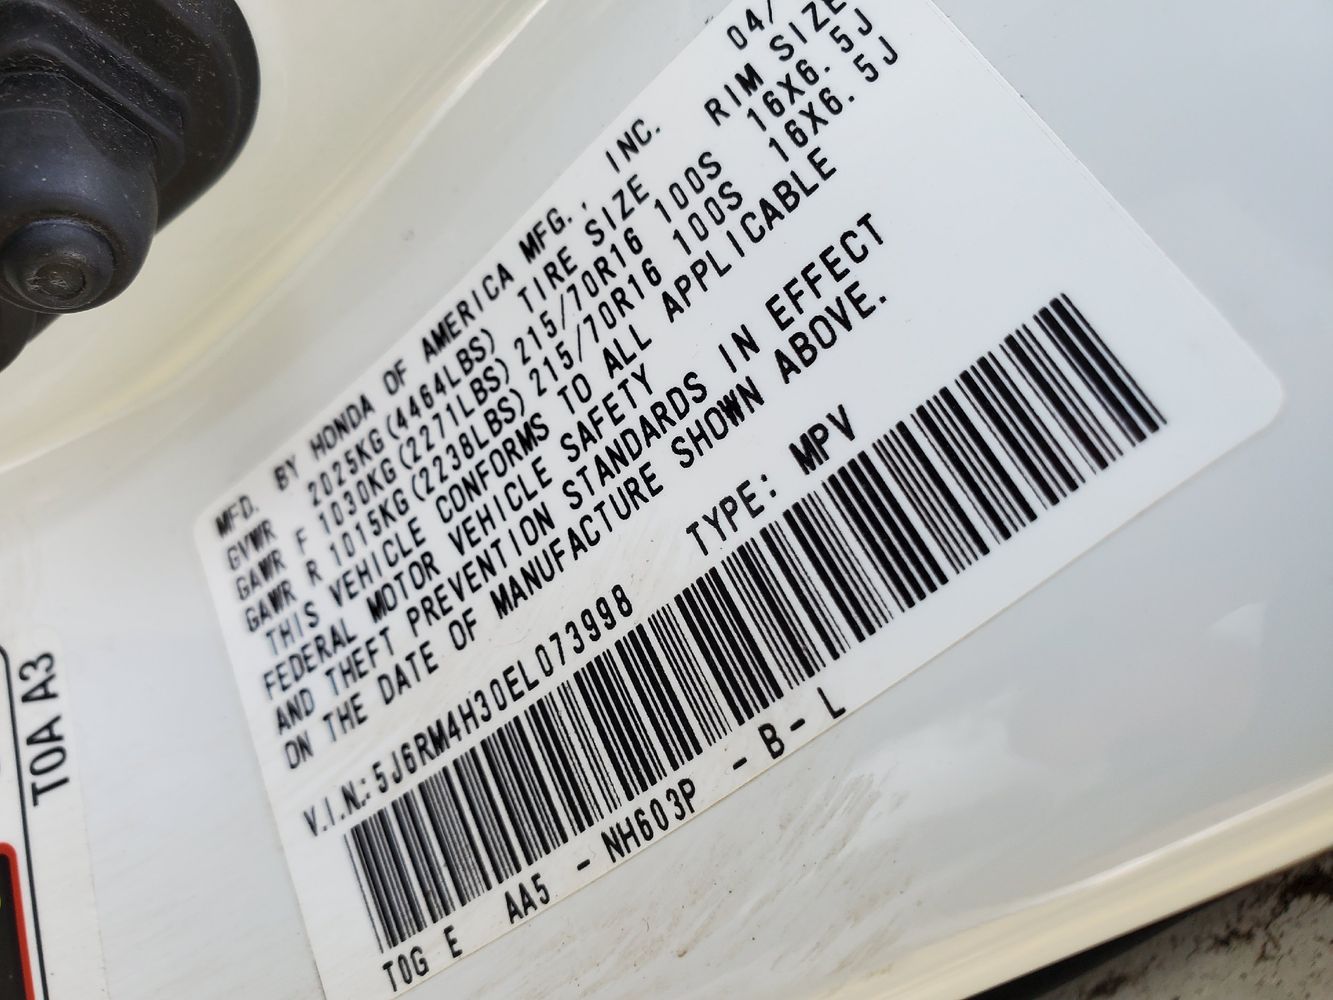 MFD. BY HONDA OF AMERICA MFG., INC. 04/
GVWR 2025KG(4464LBS) TIRE SIZE RIM SIZE
GAWR F 1030KG(2271LBS) 215/70R16 100S 16X6.5J
GAWR R 1015KG(2238LBS) 215/70R16 100S 16X6.5J
THIS VEHICLE CONFORMS TO ALL APPLICABLE
FEDERAL MOTOR VEHICLE SAFETY
AND THEFT PREVENTION STANDARDS IN EFFECT
ON THE DATE OF MANUFACTURE SHOWN ABOVE.
V.I.N.: 5J6RM4H30EL073998 TYPE: MPV
T0G E AA5 - NH603P - B - L
T0A A3